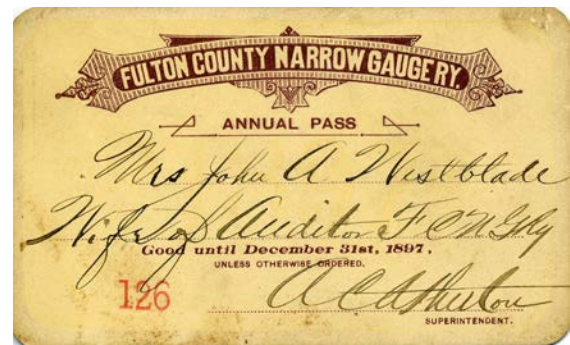 FULTON COUNTY NARROW GAUGE RY.
ANNUAL PASS
Mrs John A Westblade
Wife of Auditor F C N G Ry
Good until December 31st, 1897,
UNLESS OTHERWISE ORDERED.
126
A C Atherton
SUPERINTENDENT.